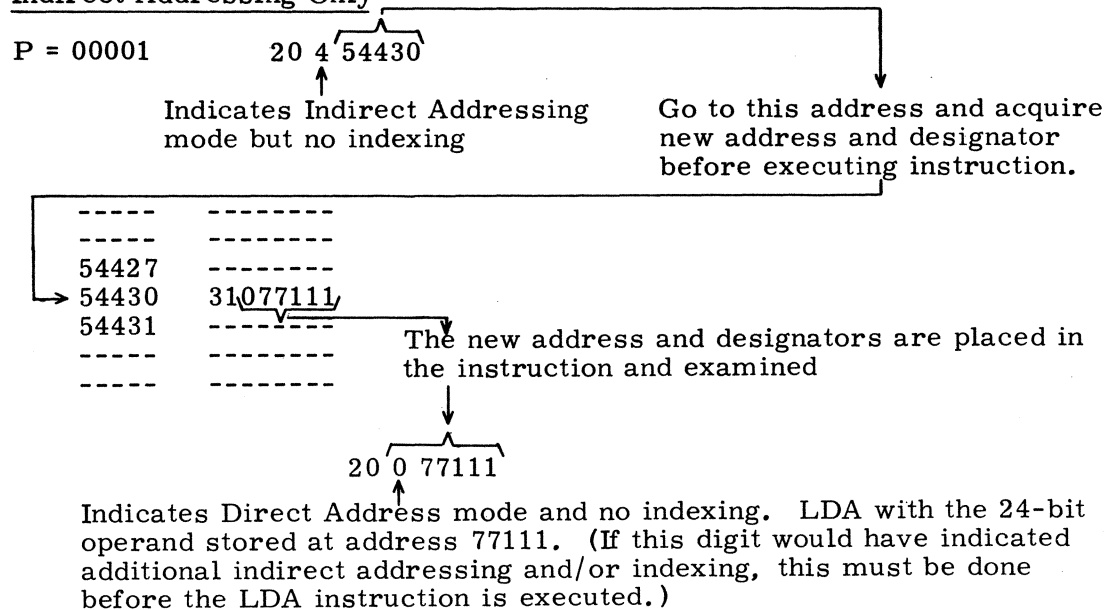 Indirect Addressing Only
P = 00001 20 4 54430
Indicates Indirect Addressing
mode but no indexing
Go to this address and acquire
new address and designator
before executing instruction.
----- --------
----- --------
54427 --------
54430 31077111
54431 --------
----- --------
----- --------
The new address and designators are placed in
the instruction and examined
20 0 77111
Indicates Direct Address mode and no indexing. LDA with the 24-bit
operand stored at address 77111. (If this digit would have indicated
additional indirect addressing and/or indexing, this must be done
before the LDA instruction is executed.)